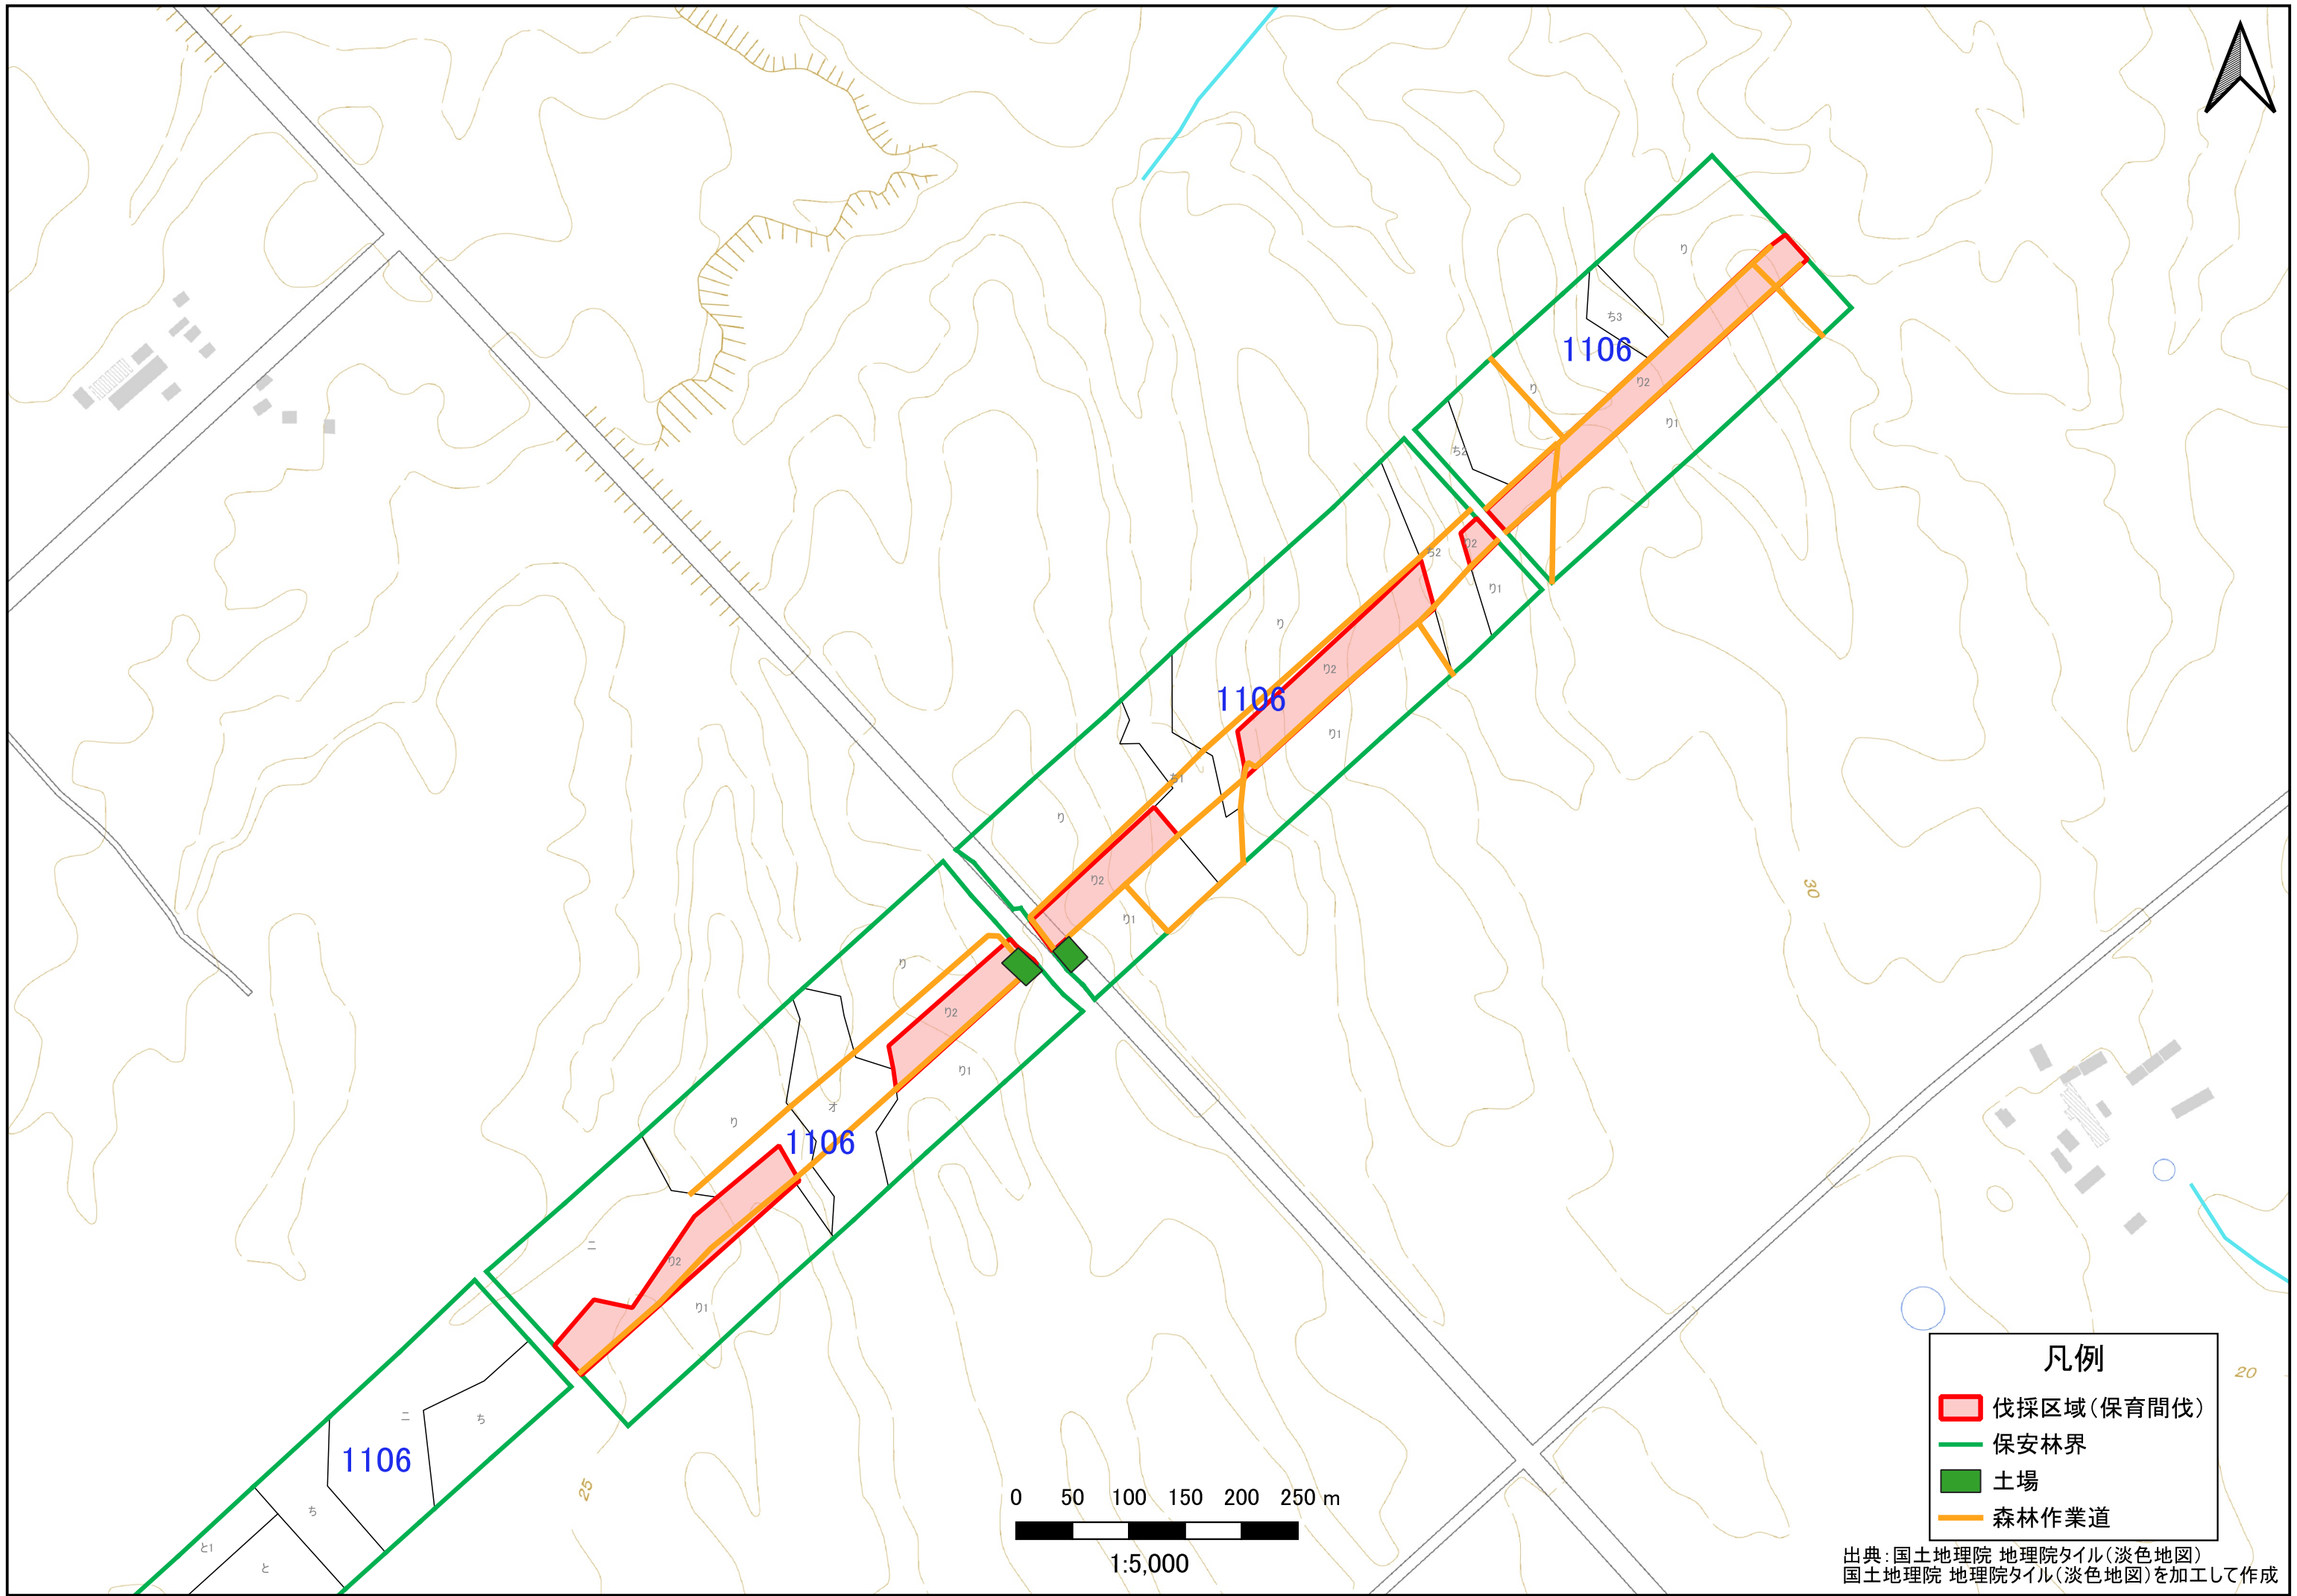 り
ち3
1106
り
り2
り1
ち2
ち2
り2
り1
り
り2
1106
り1
ち1
り
り2
30
り1
り
り2
り1
オ
り
1106
ニ
り2
り1
20
ニ
ち
1106
25
ち
と1
と
0 50 100 150 200 250 m
1:5,000
凡例
伐採区域(保育間伐)
保安林界
土場
森林作業道
出典:国土地理院 地理院タイル(淡色地図)
国土地理院 地理院タイル(淡色地図)を加工して作成